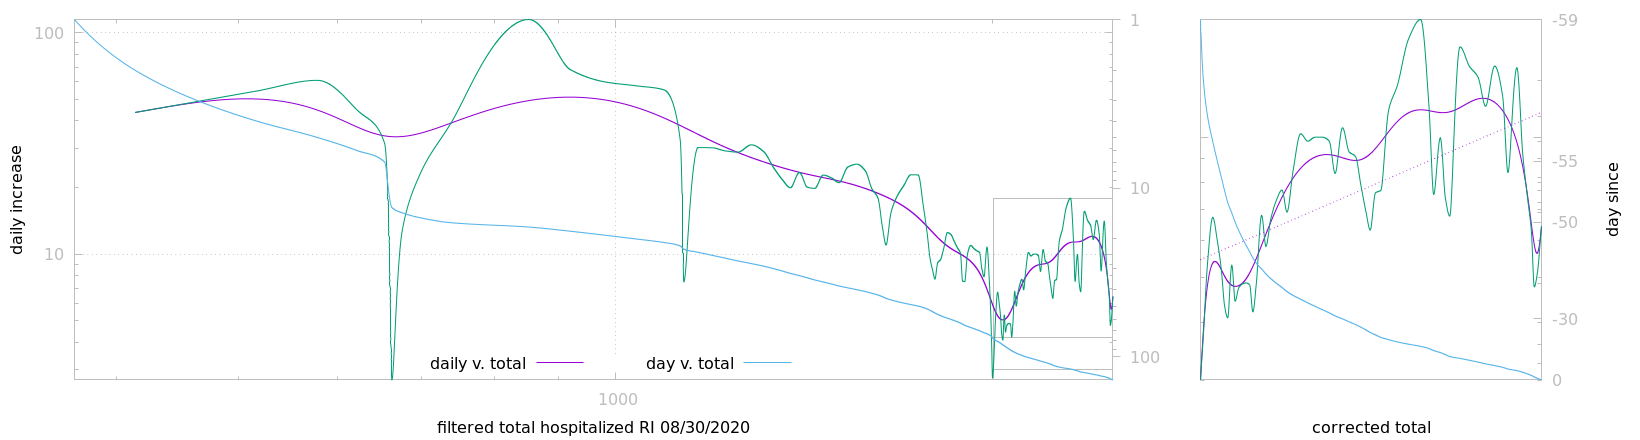 100
10
daily increase
daily v. total
day v. total
1000
filtered total hospitalized RI 08/30/2020
1
10
100
-59
-55
-50
-30
0
day since
corrected total